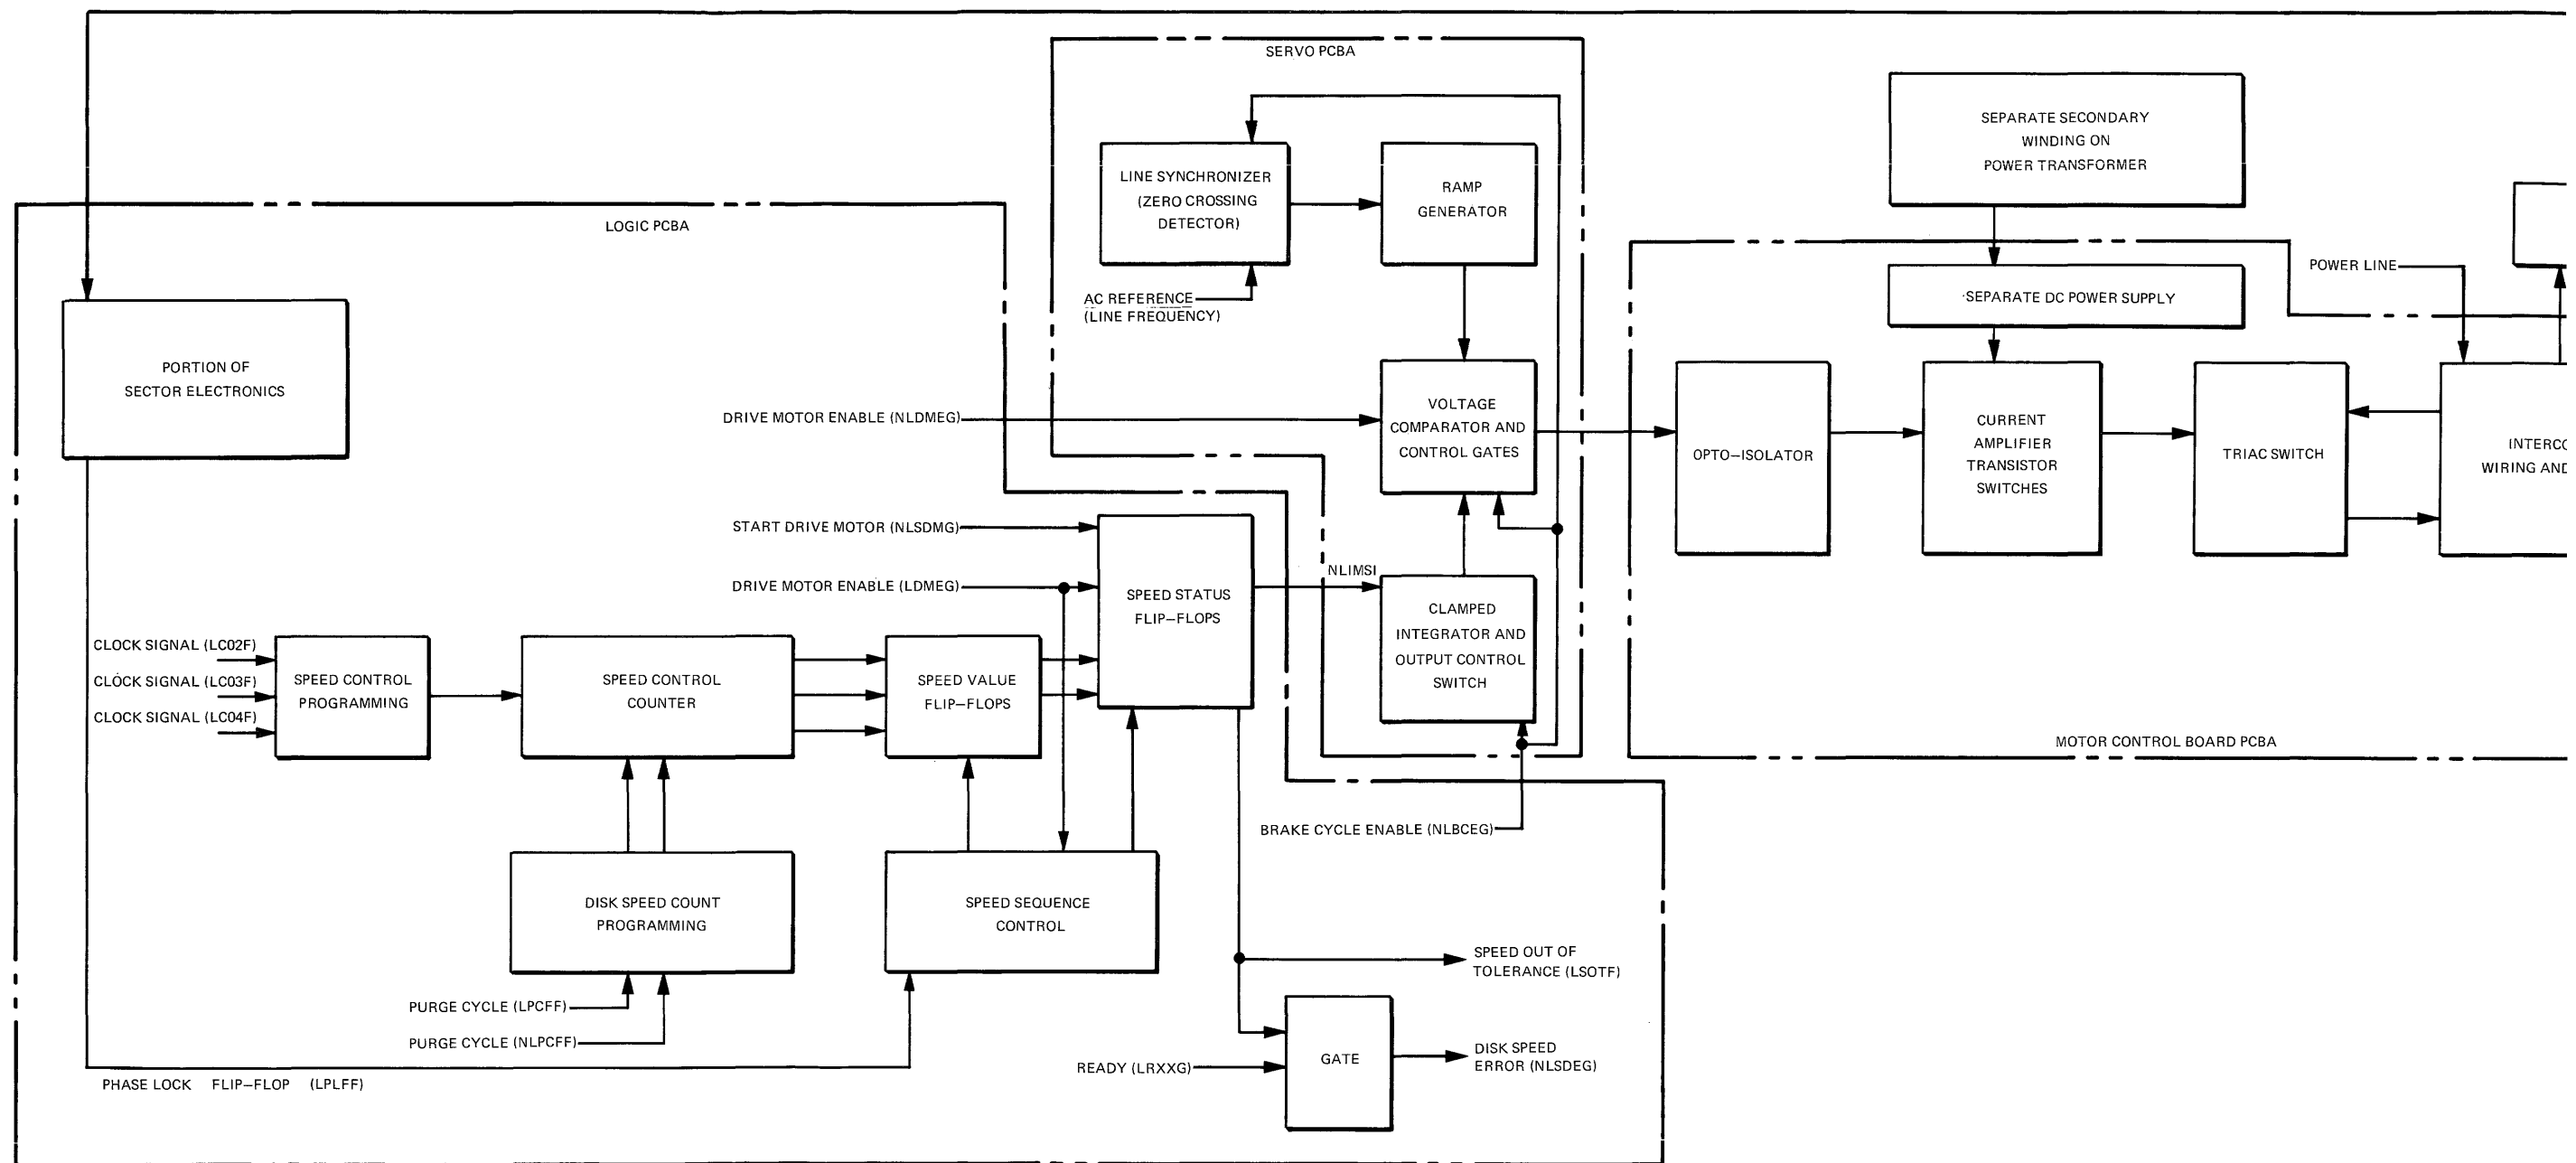 SERVO PCBA
SEPARATE SECONDARY
WINDING ON
POWER TRANSFORMER
LINE SYNCHRONIZER
(ZERO CROSSING
DETECTOR)
RAMP
GENERATOR
LOGIC PCBA
POWER LINE
AC REFERENCE
(LINE FREQUENCY)
SEPARATE DC POWER SUPPLY
PORTION OF
SECTOR ELECTRONICS
DRIVE MOTOR ENABLE (NLDMEG)
VOLTAGE
COMPARATOR AND
CONTROL GATES
OPTO-ISOLATOR
CURRENT
AMPLIFIER
TRANSISTOR
SWITCHES
TRIAC SWITCH
INTERCO
WIRING AND
START DRIVE MOTOR (NLSDMG)
DRIVE MOTOR ENABLE (LDMEG)
SPEED STATUS
FLIP-FLOPS
NLIMSI
CLAMPED
INTEGRATOR AND
OUTPUT CONTROL
SWITCH
CLOCK SIGNAL (LC02F)
CLOCK SIGNAL (LC03F)
CLOCK SIGNAL (LC04F)
SPEED CONTROL
PROGRAMMING
SPEED CONTROL
COUNTER
SPEED VALUE
FLIP-FLOPS
MOTOR CONTROL BOARD PCBA
BRAKE CYCLE ENABLE (NLBCEG)
DISK SPEED COUNT
PROGRAMMING
SPEED SEQUENCE
CONTROL
SPEED OUT OF
TOLERANCE (LSOTF)
PURGE CYCLE (LPCFF)
PURGE CYCLE (NLPCFF)
READY (LRXXG)
GATE
DISK SPEED
ERROR (NLSDEG)
PHASE LOCK FLIP-FLOP (LPLFF)